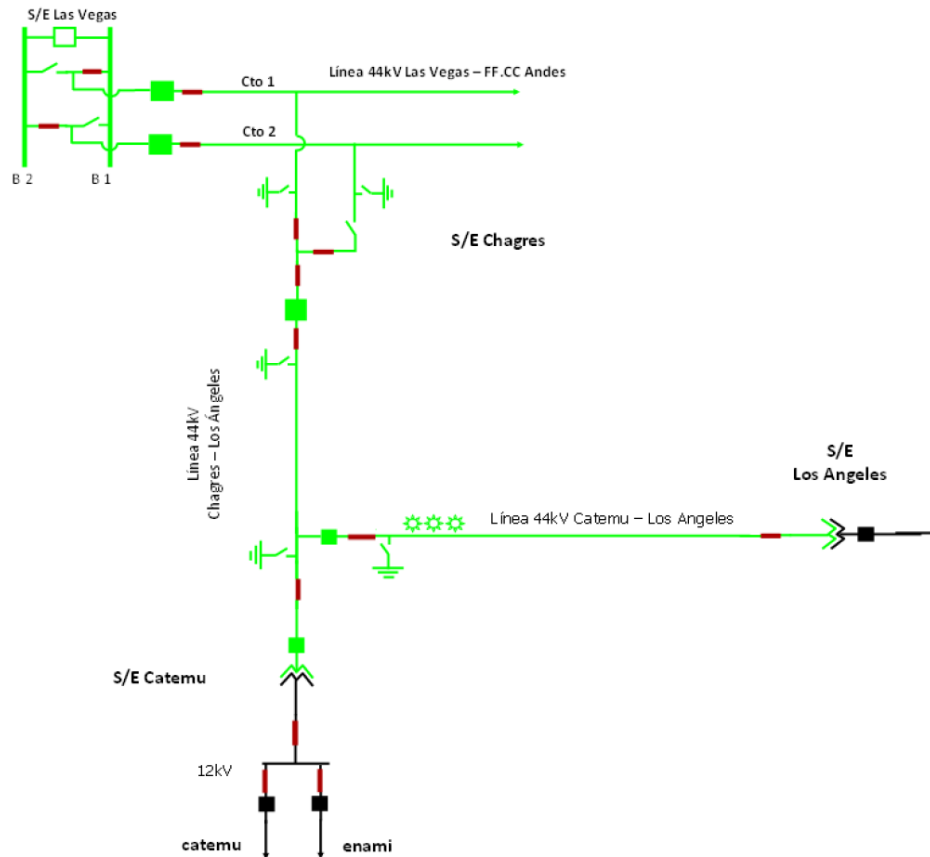 S/E Las Vegas
Cto 1
Línea 44kV Las Vegas – FF.CC Andes
Cto 2
B 2
B 1
S/E Chagres
Línea 44kV
Chagres – Los Ángeles
S/E
Los Angeles
Línea 44kV Catemu – Los Angeles
S/E Catemu
12kV
catemu
enami